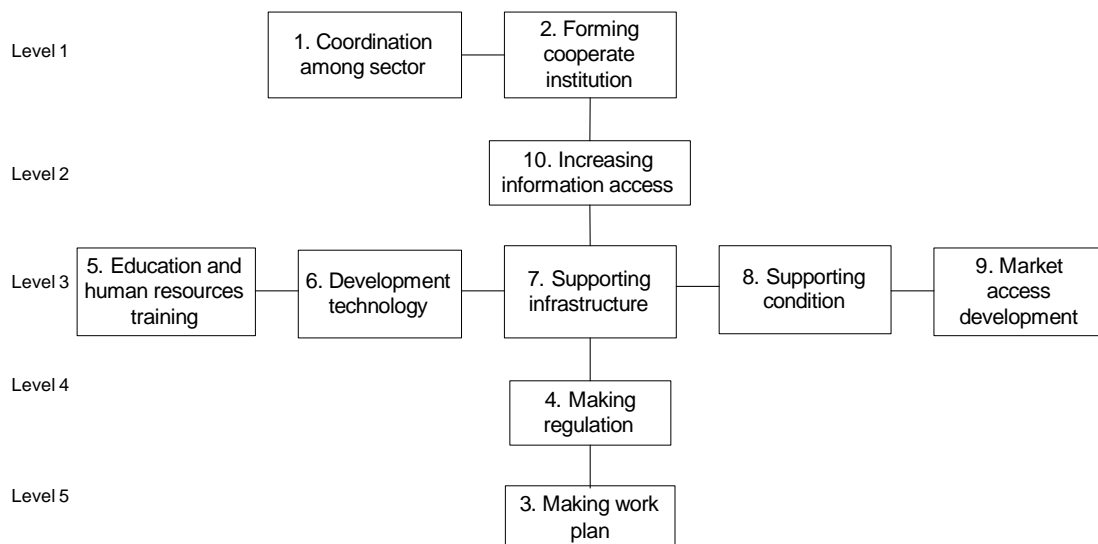 Level 1
1. Coordination
among sector
2. Forming
cooperate
institution
Level 2
10. Increasing
information access
Level 3
5. Education and
human resources
training
6. Development
technology
7. Supporting
infrastructure
8. Supporting
condition
9. Market
access
development
Level 4
4. Making
regulation
Level 5
3. Making work
plan